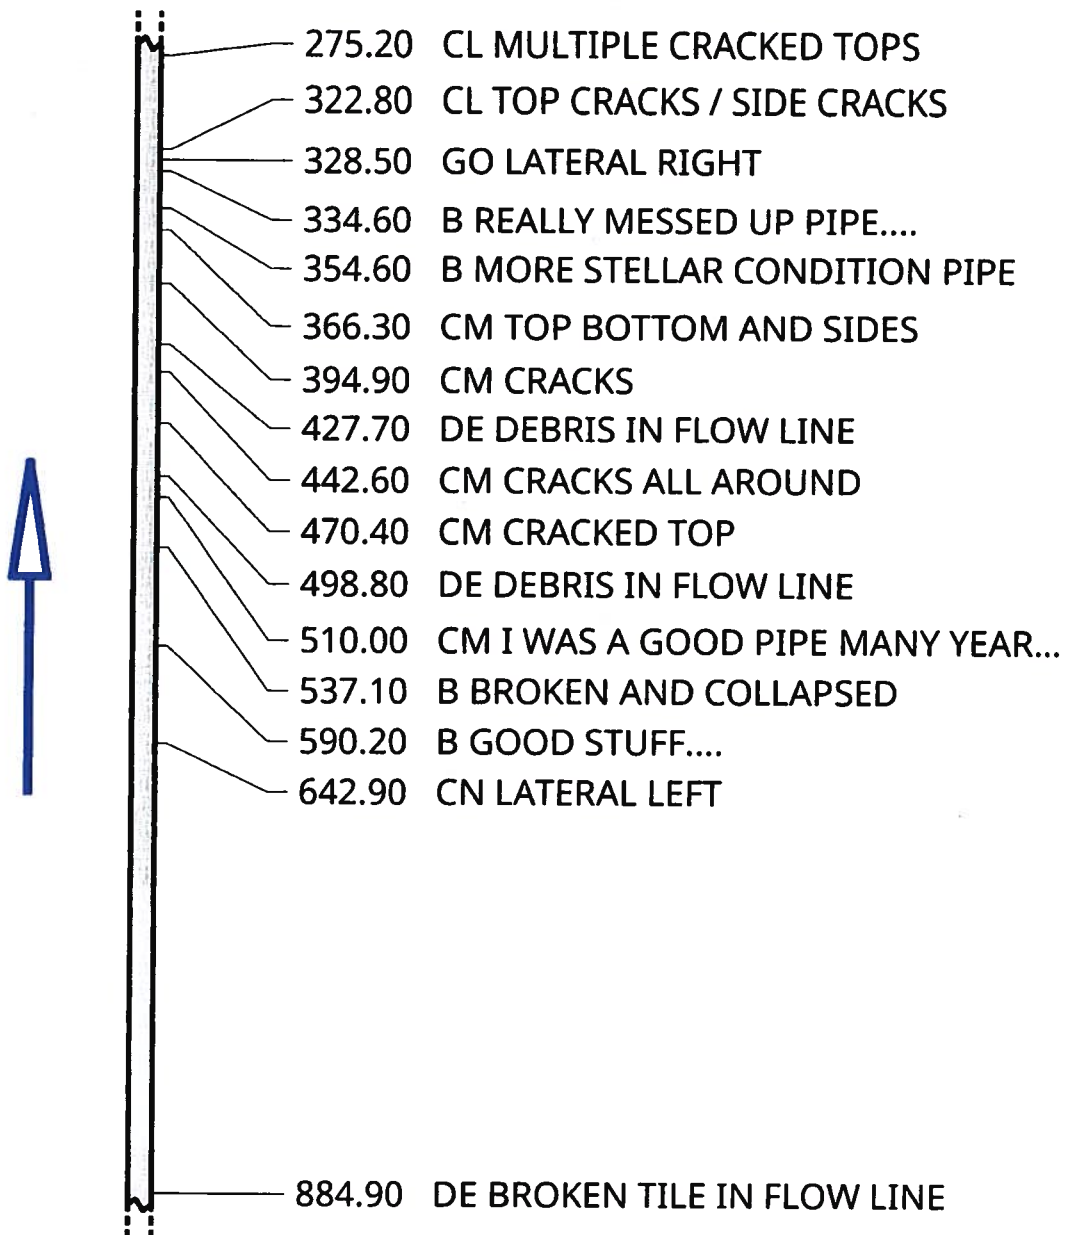 275.20 CL MULTIPLE CRACKED TOPS
322.80 CL TOP CRACKS / SIDE CRACKS
328.50 GO LATERAL RIGHT
334.60 B REALLY MESSED UP PIPE....
354.60 B MORE STELLAR CONDITION PIPE
366.30 CM TOP BOTTOM AND SIDES
394.90 CM CRACKS
427.70 DE DEBRIS IN FLOW LINE
442.60 CM CRACKS ALL AROUND
470.40 CM CRACKED TOP
498.80 DE DEBRIS IN FLOW LINE
510.00 CM I WAS A GOOD PIPE MANY YEAR...
537.10 B BROKEN AND COLLAPSED
590.20 B GOOD STUFF....
642.90 CN LATERAL LEFT
884.90 DE BROKEN TILE IN FLOW LINE